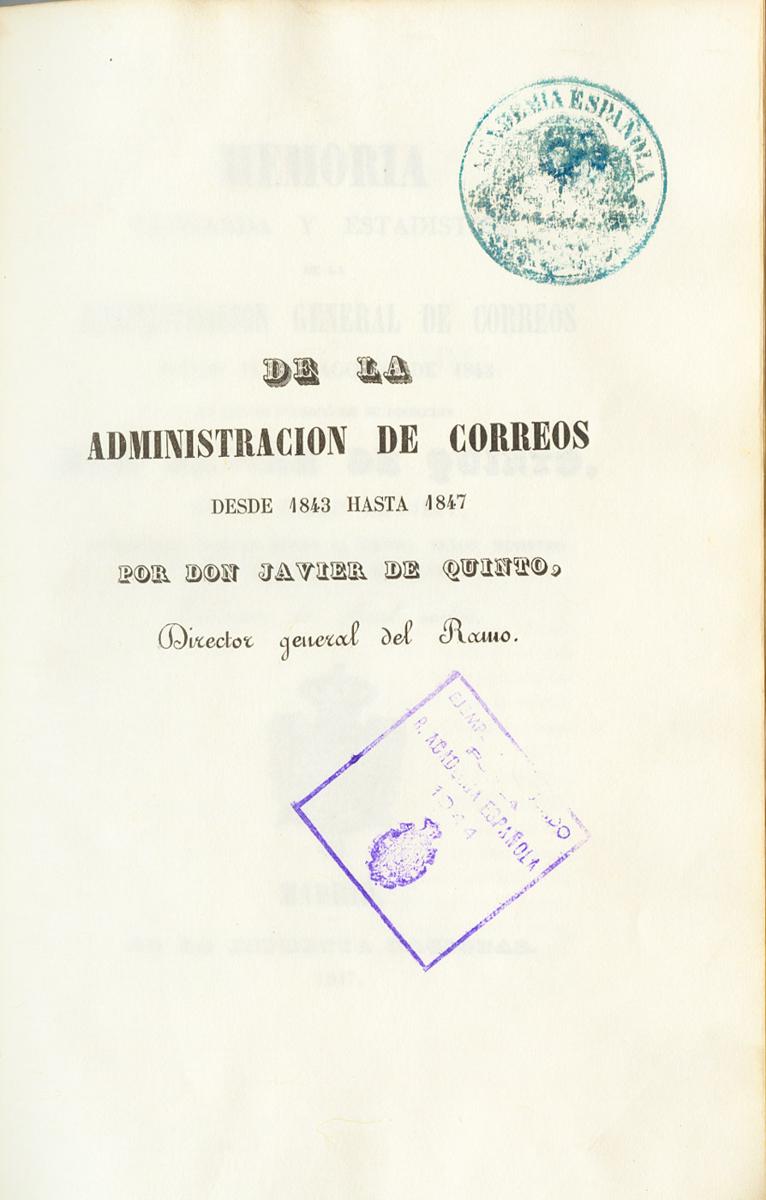 ACADEMIA ESPAÑOLA
DE LA
ADMINISTRACION DE CORREOS
DESDE 1843 HASTA 1847
POR DON JAVIER DE QUINTO,
Director general del Ramo.
R. ACADEMIA ESPAÑOLA